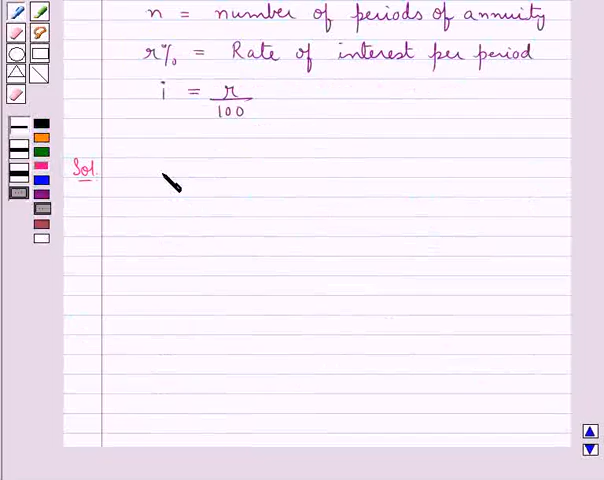 n = number of periods of annuity
r% = Rate of interest per period
i = r/100
Sol.